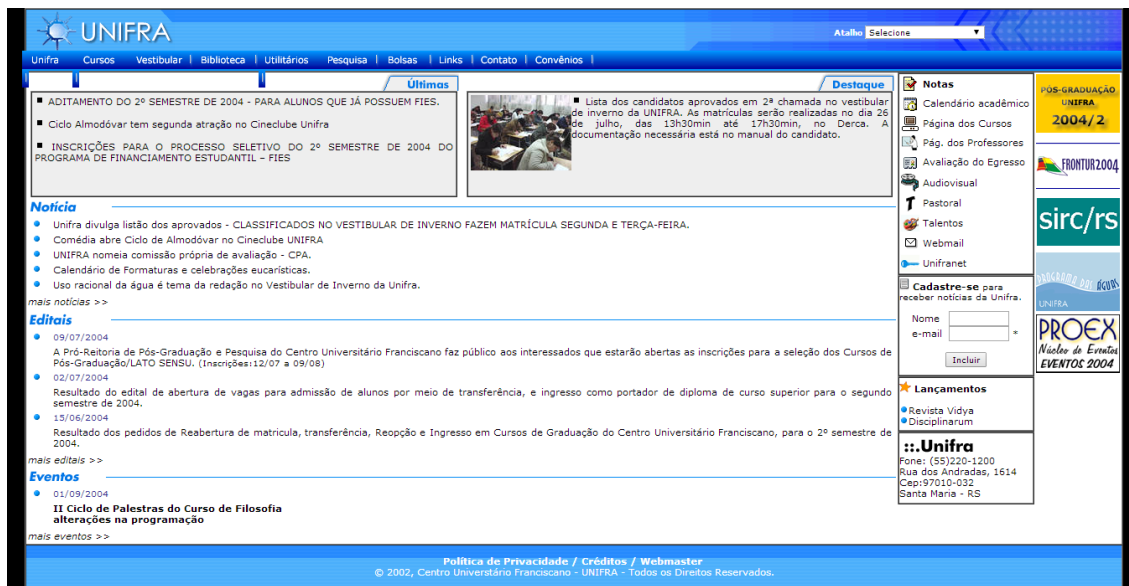 UNIFRA
Atalho Selecione
Unifra Cursos Vestibular | Biblioteca | Utilitários Pesquisa | Bolsas | Links | Contato | Convênios |
Últimas
ADITAMENTO DO 2º SEMESTRE DE 2004 - PARA ALUNOS QUE JÁ POSSUEM FIES.
Ciclo Almodóvar tem segunda atração no Cineclube Unifra
INSCRIÇÕES PARA O PROCESSO SELETIVO DO 2º SEMESTRE DE 2004 DO
PROGRAMA DE FINANCIAMENTO ESTUDANTIL – FIES
Destaque
Lista dos candidatos aprovados em 2ª chamada no vestibular
de inverno da UNIFRA. As matrículas serão realizadas no dia 26
de julho, das 13h30min até 17h30min, no Derca. A
documentação necessária está no manual do candidato.
Notícia
Unifra divulga listão dos aprovados - CLASSIFICADOS NO VESTIBULAR DE INVERNO FAZEM MATRÍCULA SEGUNDA E TERÇA-FEIRA.
Comédia abre Ciclo de Almodóvar no Cineclube UNIFRA
UNIFRA nomeia comissão própria de avaliação - CPA.
Calendário de Formaturas e celebrações eucarísticas.
Uso racional da água é tema da redação no Vestibular de Inverno da Unifra.
mais notícias >>
Editais
09/07/2004
A Pró-Reitoria de Pós-Graduação e Pesquisa do Centro Universitário Franciscano faz público aos interessados que estarão abertas as inscrições para a seleção dos Cursos de
Pós-Graduação/LATO SENSU. (Inscrições:12/07 a 09/08)
02/07/2004
Resultado do edital de abertura de vagas para admissão de alunos por meio de transferência, e ingresso como portador de diploma de curso superior para o segundo
semestre de 2004.
15/06/2004
Resultado dos pedidos de Reabertura de matricula, transferência, Reopção e Ingresso em Cursos de Graduação do Centro Universitário Franciscano, para o 2º semestre de
2004.
mais editais >>
Eventos
01/09/2004
II Ciclo de Palestras do Curso de Filosofia
alterações na programação
mais eventos >>
Notas
Calendário acadêmico
Página dos Cursos
Pág. dos Professores
Avaliação do Egresso
Audiovisual
Pastoral
Talentos
Webmail
Unifranet
Cadastre-se para
receber notícias da Unifra.
Nome
e-mail *
Incluir
Lançamentos
Revista Vidya
Disciplinarum
::.Unifra
Fone: (55)220-1200
Rua dos Andradas, 1614
Cep:97010-032
Santa Maria - RS
PÓS-GRADUAÇÃO
UNIFRA
2004/2
FRONTUR2004
sirc/rs
PROGRAMA DAS ÁGUAS
UNIFRA
PROEX
Núcleo de Eventos
EVENTOS 2004
Política de Privacidade / Créditos / Webmaster
© 2002, Centro Universtário Franciscano - UNIFRA - Todos os Direitos Reservados.